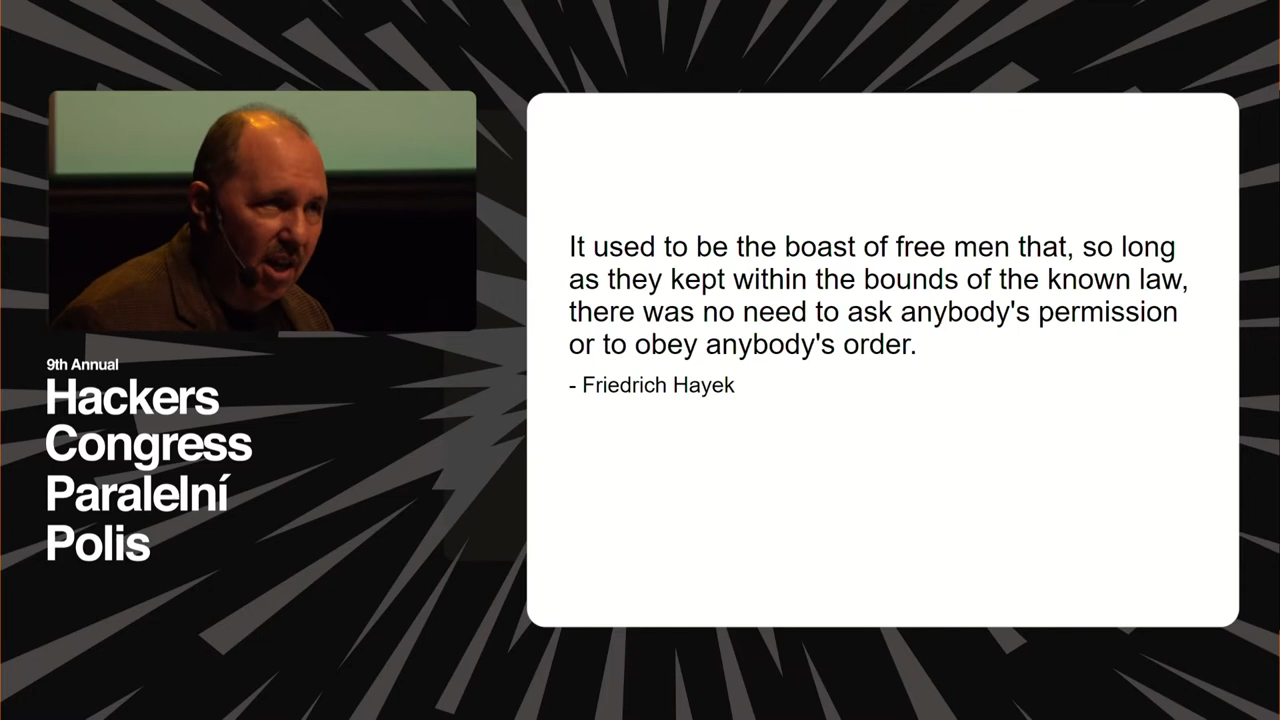 9th Annual
Hackers
Congress
Paralelní
Polis
It used to be the boast of free men that, so long
as they kept within the bounds of the known law,
there was no need to ask anybody's permission
or to obey anybody's order.
- Friedrich Hayek